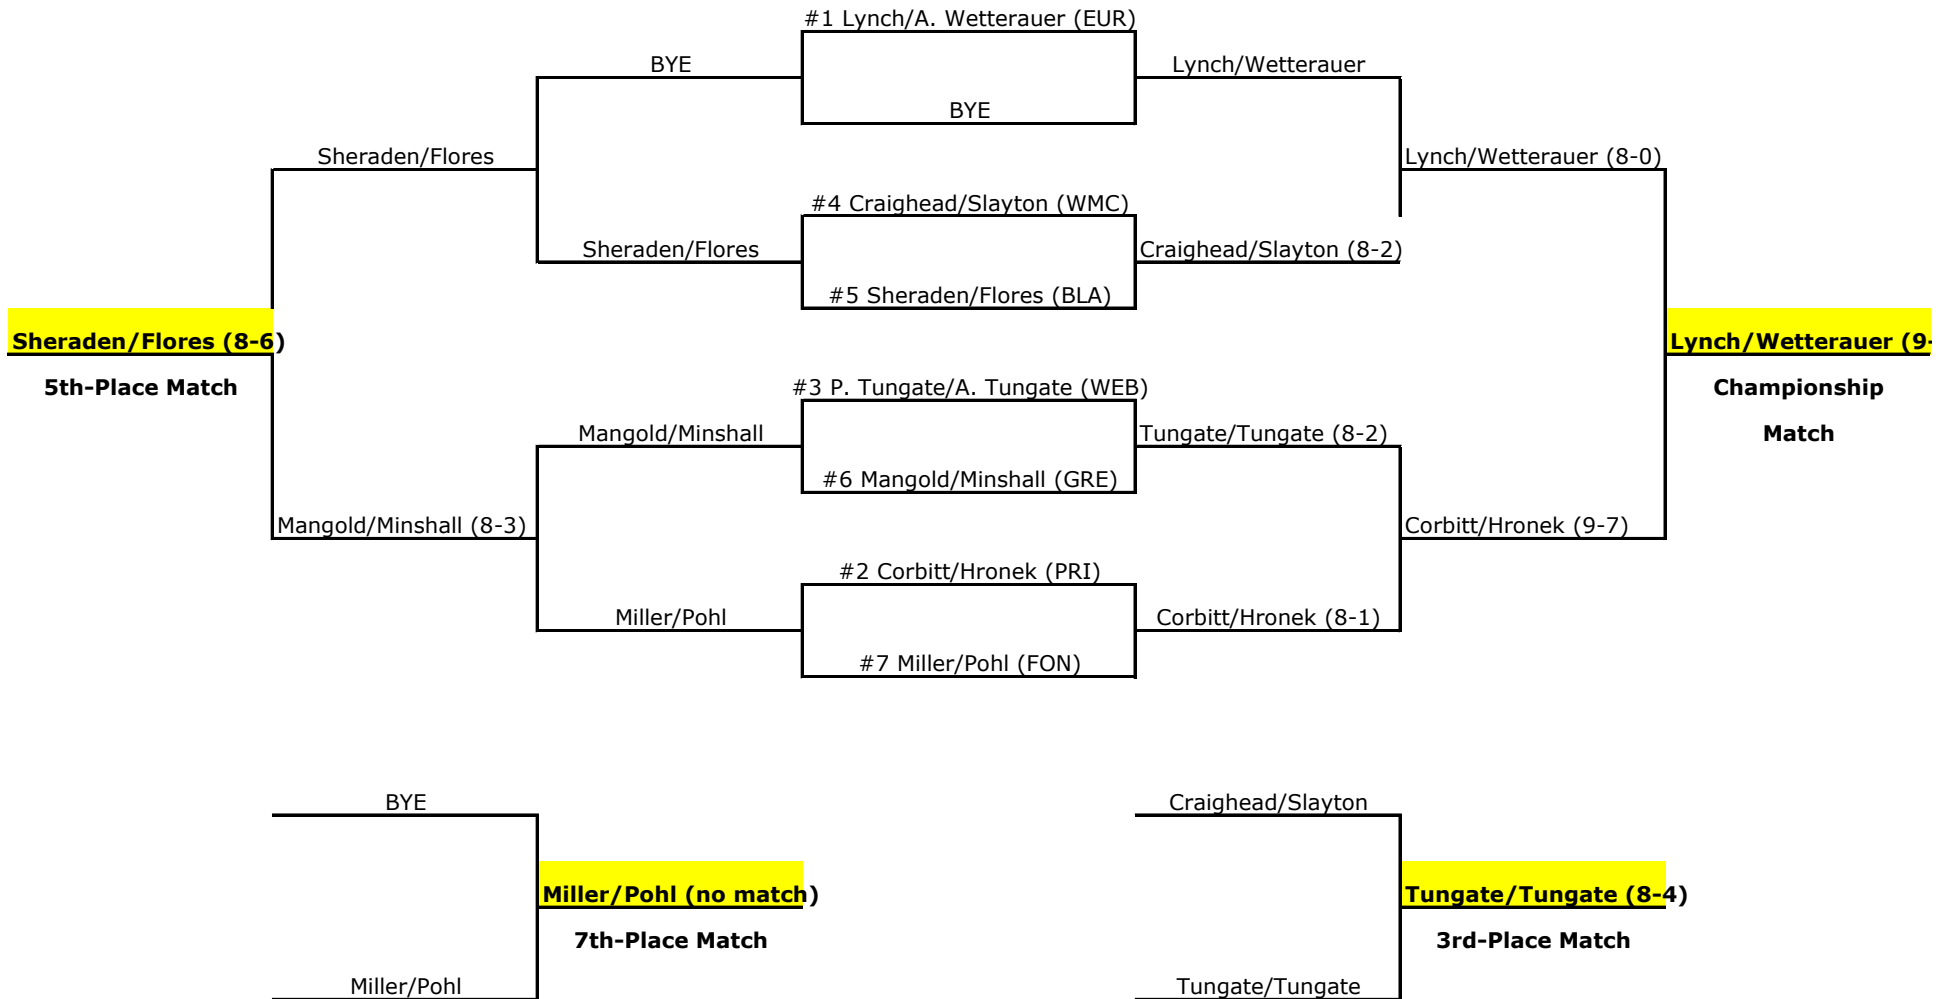 #1 Lynch/A. Wetterauer (EUR)
BYE
Lynch/Wetterauer
BYE
Sheraden/Flores
Lynch/Wetterauer (8-0)
#4 Craighead/Slayton (WMC)
Sheraden/Flores
Craighead/Slayton (8-2)
#5 Sheraden/Flores (BLA)
Sheraden/Flores (8-6)
Lynch/Wetterauer (9-
5th-Place Match
#3 P. Tungate/A. Tungate (WEB)
Championship
Mangold/Minshall
Tungate/Tungate (8-2)
Match
#6 Mangold/Minshall (GRE)
Mangold/Minshall (8-3)
Corbitt/Hronek (9-7)
#2 Corbitt/Hronek (PRI)
Miller/Pohl
Corbitt/Hronek (8-1)
#7 Miller/Pohl (FON)
BYE
Craighead/Slayton
Miller/Pohl (no match)
Tungate/Tungate (8-4)
7th-Place Match
3rd-Place Match
Miller/Pohl
Tungate/Tungate